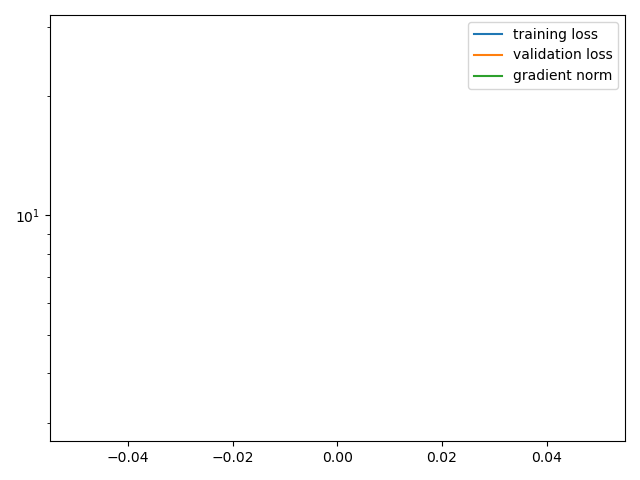 training loss
validation loss
gradient norm
10¹
−0.04 −0.02 0.00 0.02 0.04